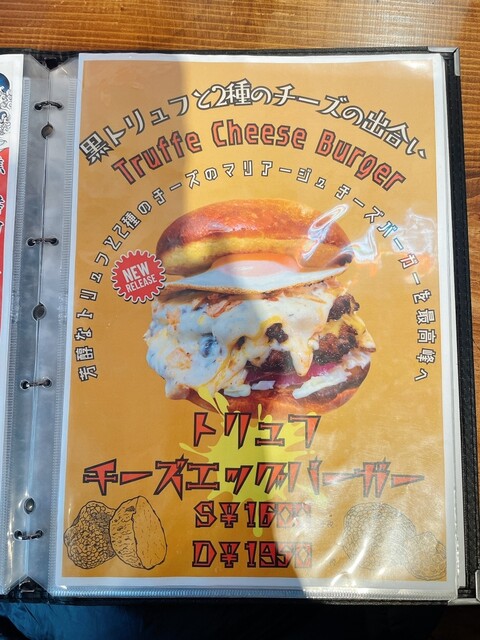 黒トリュフと2種のチーズの出合い
Truffe Cheese Burger
芳醇なトリュフと2種のチーズのマリアージュチーズバーガーを最高峰へ
NEW
RELEASE
トリュフ
チーズエッグバーガー
S¥1600
D¥1950